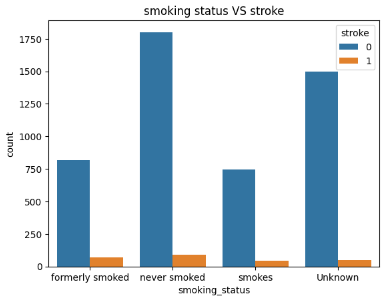 smoking status VS stroke
stroke
0
1
1750
1500
1250
1000
750
500
250
0
count
formerly smoked never smoked smokes Unknown
smoking_status